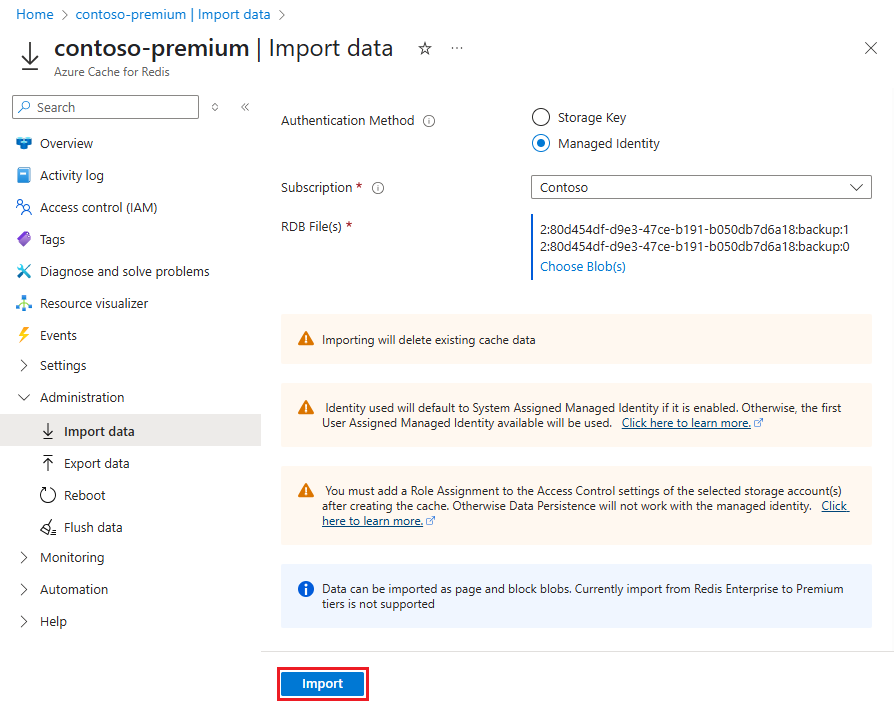 Home > contoso-premium | Import data >
contoso-premium | Import data
Azure Cache for Redis
Search
Overview
Activity log
Access control (IAM)
Tags
Diagnose and solve problems
Resource visualizer
Events
Settings
Administration
Import data
Export data
Reboot
Flush data
Monitoring
Automation
Help
Authentication Method
Storage Key
Managed Identity
Subscription *
Contoso
RDB File(s) *
2:80d454df-d9e3-47ce-b191-b050db7d6a18:backup:1
2:80d454df-d9e3-47ce-b191-b050db7d6a18:backup:0
Choose Blob(s)
Importing will delete existing cache data
Identity used will default to System Assigned Managed Identity if it is enabled. Otherwise, the first
User Assigned Managed Identity available will be used. Click here to learn more.
You must add a Role Assignment to the Access Control settings of the selected storage account(s)
after creating the cache. Otherwise Data Persistence will not work with the managed identity. Click
here to learn more.
Data can be imported as page and block blobs. Currently import from Redis Enterprise to Premium
tiers is not supported
Import